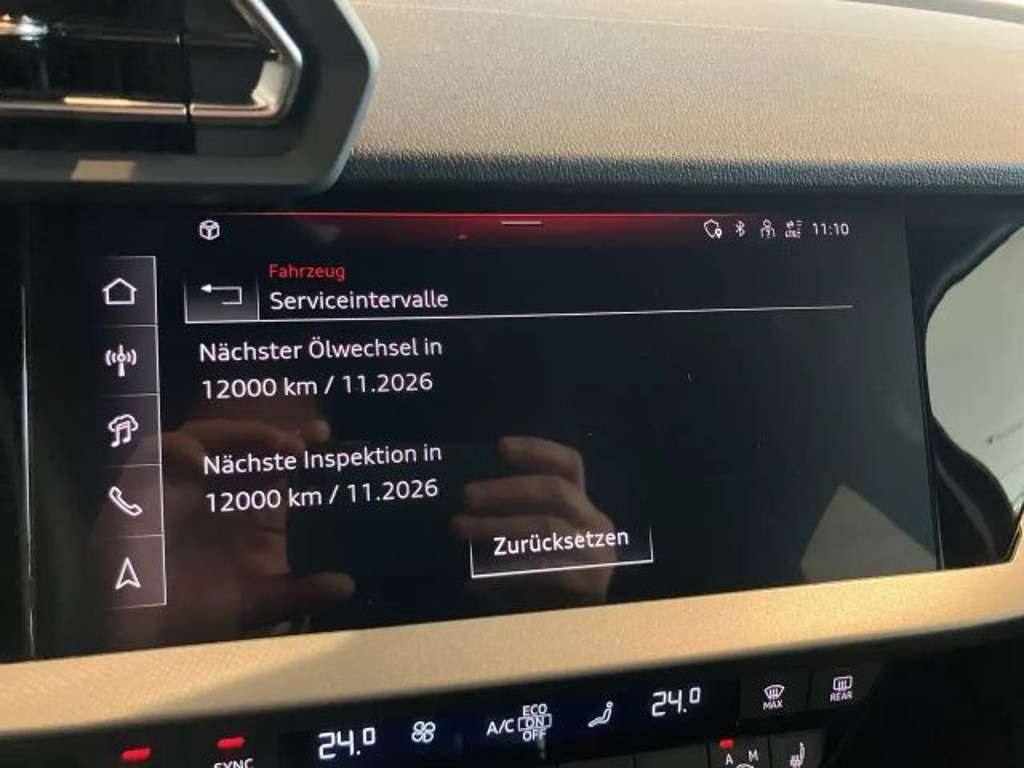 11:10
Fahrzeug
Serviceintervalle
Nächster Ölwechsel in
12000 km / 11.2026
Nächste Inspektion in
12000 km / 11.2026
Zurücksetzen
24.0
A/C
ECO
ON
OFF
24.0
MAX
REAR
SYNC
A M